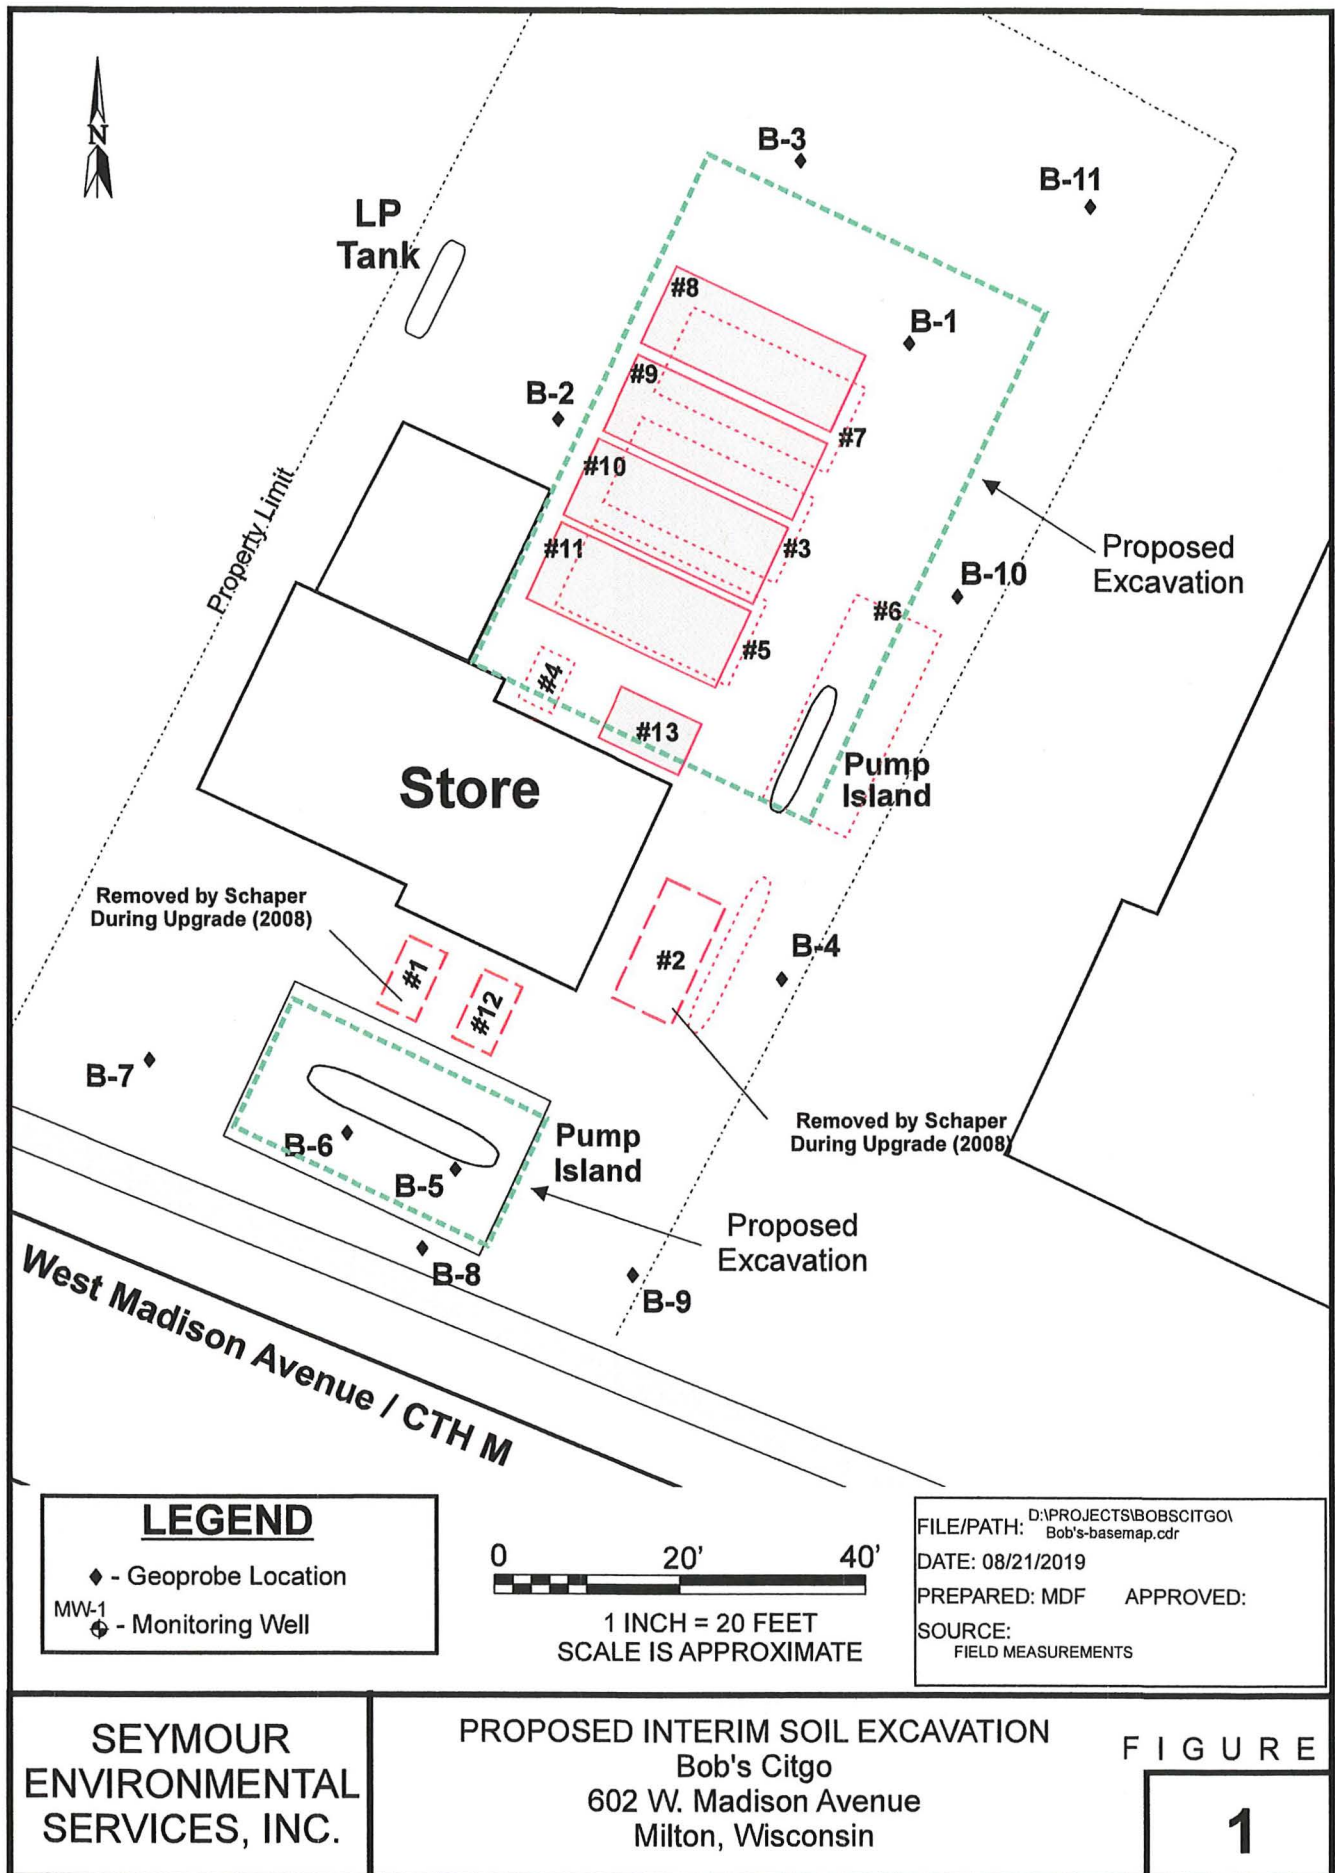 N
B-3
B-11
LP
Tank
#8
B-1
#9
B-2
#7
#10
Property Limit
#11
#3
Proposed
Excavation
B-10
#6
#5
#4
#13
Pump
Island
Store
Removed by Schaper
During Upgrade (2008)
B-4
#2
#1
#12
B-7
Removed by Schaper
During Upgrade (2008)
Pump
Island
B-6
B-5
Proposed
Excavation
B-8
B-9
West Madison Avenue / CTH M
LEGEND
- Geoprobe Location
MW-1
- Monitoring Well
0 20' 40'
1 INCH = 20 FEET
SCALE IS APPROXIMATE
FILE/PATH: D:\PROJECTS\BOBSCITGO\
Bob's-basemap.cdr
DATE: 08/21/2019
PREPARED: MDF APPROVED:
SOURCE:
FIELD MEASUREMENTS
SEYMOUR
ENVIRONMENTAL
SERVICES, INC.
PROPOSED INTERIM SOIL EXCAVATION
Bob's Citgo
602 W. Madison Avenue
Milton, Wisconsin
FIGURE
1